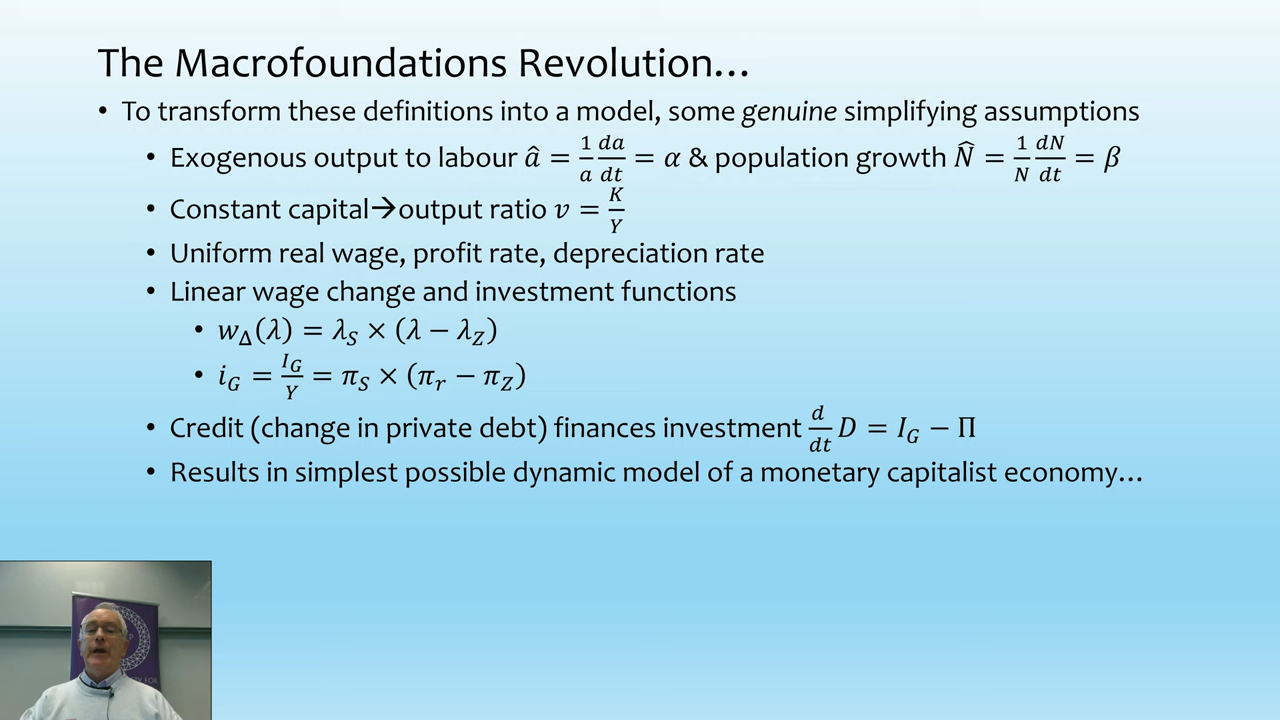 The Macrofoundations Revolution…
• To transform these definitions into a model, some genuine simplifying assumptions
• Exogenous output to labour â = 1/a da/dt = α & population growth N̂ = 1/N dN/dt = β
• Constant capital→output ratio v = K/Y
• Uniform real wage, profit rate, depreciation rate
• Linear wage change and investment functions
• w_Δ(λ) = λ_S × (λ − λ_Z)
• i_G = I_G/Y = π_S × (π_r − π_Z)
• Credit (change in private debt) finances investment d/dt D = I_G − Π
• Results in simplest possible dynamic model of a monetary capitalist economy…